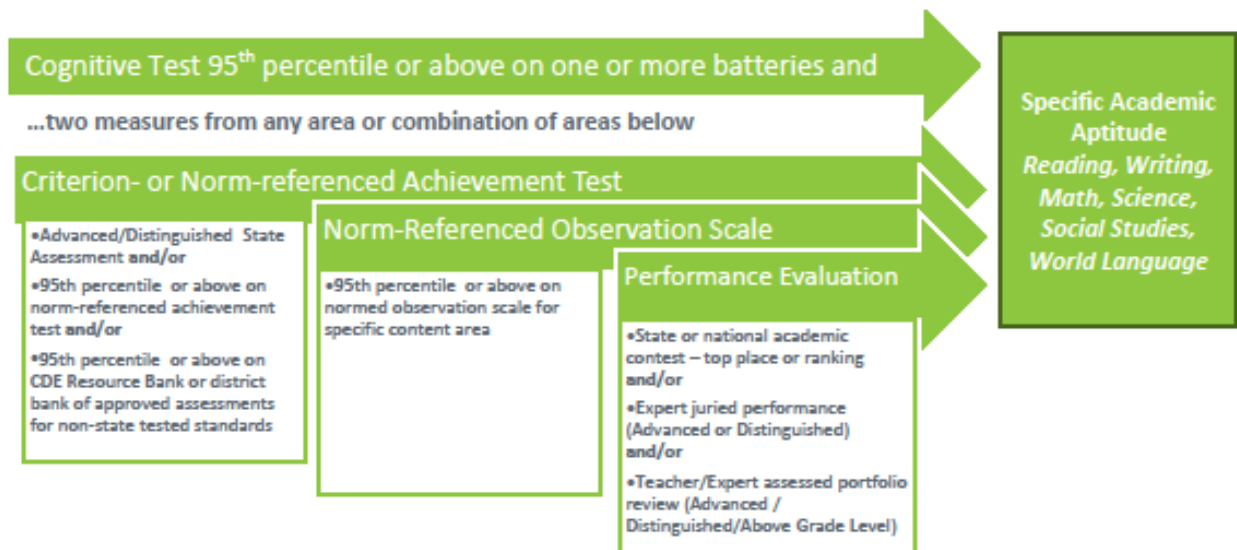 Cognitive Test 95th percentile or above on one or more batteries and
...two measures from any area or combination of areas below
Criterion- or Norm-referenced Achievement Test
•Advanced/Distinguished State
Assessment and/or
•95th percentile or above on
norm-referenced achievement
test and/or
•95th percentile or above on
CDE Resource Bank or district
bank of approved assessments
for non-state tested standards
Norm-Referenced Observation Scale
•95th percentile or above on
normed observation scale for
specific content area
Performance Evaluation
•State or national academic
contest – top place or ranking
and/or
•Expert juried performance
(Advanced or Distinguished)
and/or
•Teacher/Expert assessed portfolio
review (Advanced /
Distinguished/Above Grade Level)
Specific Academic
Aptitude
Reading, Writing,
Math, Science,
Social Studies,
World Language